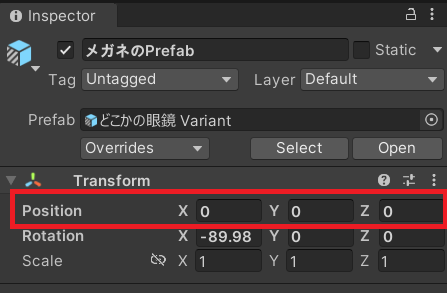 Inspector
メガネのPrefab Static
Tag Untagged Layer Default
Prefab どこかの眼鏡 Variant
Overrides Select Open
Transform
Position X 0 Y 0 Z 0
Rotation X -89.98 Y 0 Z 0
Scale X 1 Y 1 Z 1